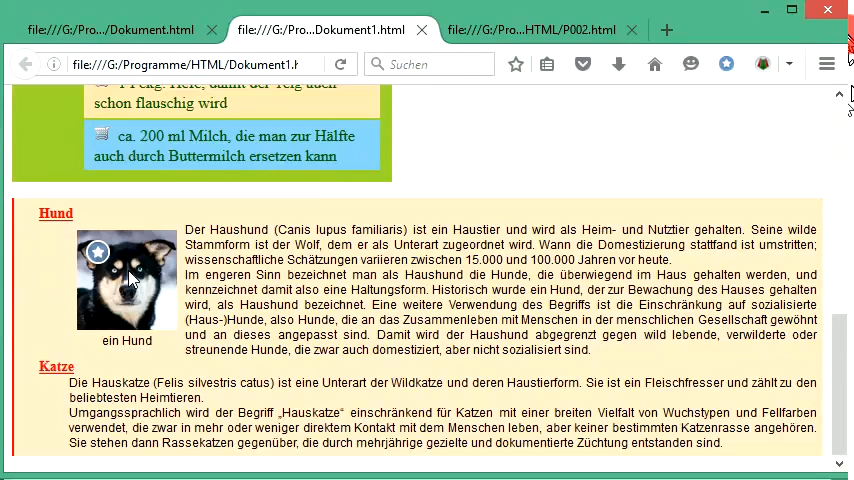 file:///G:/Pro.../Dokument.html
file:///G:/Pro...Dokument1.html
file:///G:/Pro...HTML/P002.html
file:///G:/Programme/HTML/Dokument1.h
Suchen
schon flauschig wird
ca. 200 ml Milch, die man zur Hälfte
auch durch Buttermilch ersetzen kann
Hund
Der Haushund (Canis lupus familiaris) ist ein Haustier und wird als Heim- und Nutztier gehalten. Seine wilde
Stammform ist der Wolf, dem er als Unterart zugeordnet wird. Wann die Domestizierung stattfand ist umstritten;
wissenschaftliche Schätzungen variieren zwischen 15.000 und 100.000 Jahren vor heute.
Im engeren Sinn bezeichnet man als Haushund die Hunde, die überwiegend im Haus gehalten werden, und
kennzeichnet damit also eine Haltungsform. Historisch wurde ein Hund, der zur Bewachung des Hauses gehalten
wird, als Haushund bezeichnet. Eine weitere Verwendung des Begriffs ist die Einschränkung auf sozialisierte
(Haus-)Hunde, also Hunde, die an das Zusammenleben mit Menschen in der menschlichen Gesellschaft gewöhnt
und an dieses angepasst sind. Damit wird der Haushund abgegrenzt gegen wild lebende, verwilderte oder
streunende Hunde, die zwar auch domestiziert, aber nicht sozialisiert sind.
ein Hund
Katze
Die Hauskatze (Felis silvestris catus) ist eine Unterart der Wildkatze und deren Haustierform. Sie ist ein Fleischfresser und zählt zu den
beliebtesten Heimtieren.
Umgangssprachlich wird der Begriff „Hauskatze“ einschränkend für Katzen mit einer breiten Vielfalt von Wuchstypen und Fellfarben
verwendet, die zwar in mehr oder weniger direktem Kontakt mit dem Menschen leben, aber keiner bestimmten Katzenrasse angehören.
Sie stehen dann Rassekatzen gegenüber, die durch mehrjährige gezielte und dokumentierte Züchtung entstanden sind.